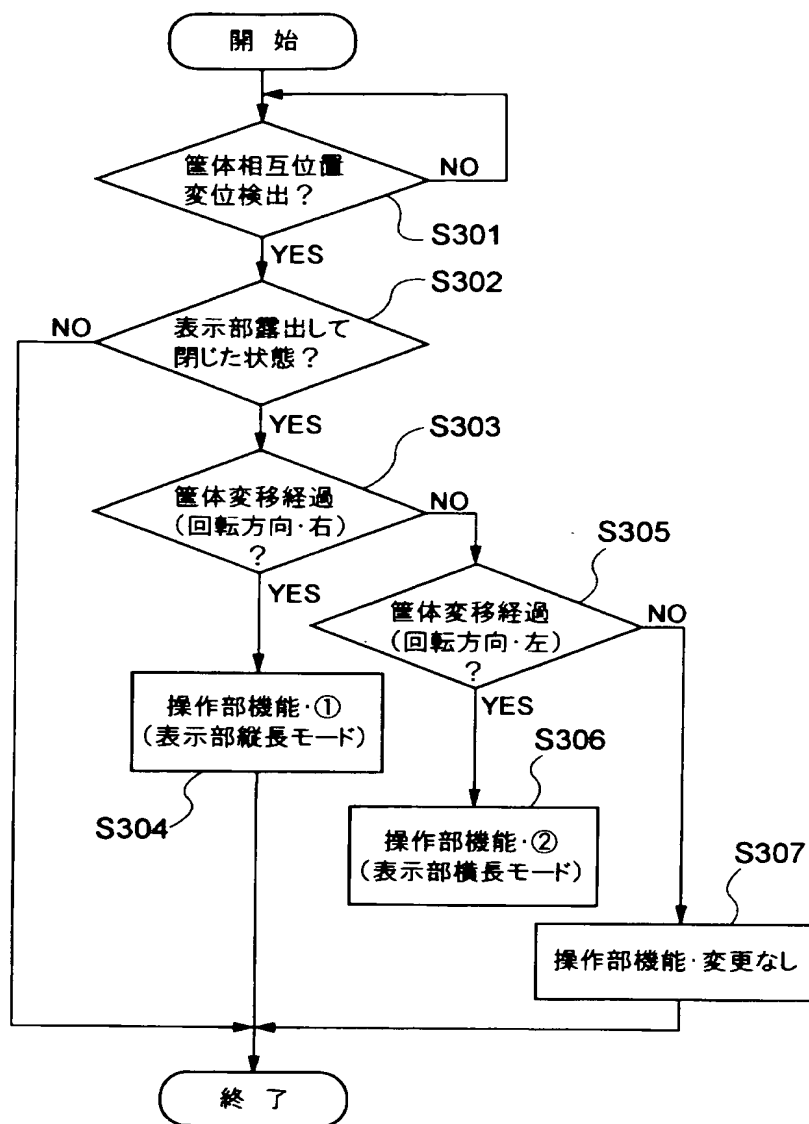 開 始
筐体相互位置
変位検出？
NO
S301
YES
S302
NO
表示部露出して
閉じた状態？
YES
S303
筐体変移経過
（回転方向・右）
？
NO
S305
YES
筐体変移経過
（回転方向・左）
？
NO
操作部機能・①
（表示部縦長モード）
YES
S304
S306
操作部機能・②
（表示部横長モード）
S307
操作部機能・変更なし
終 了